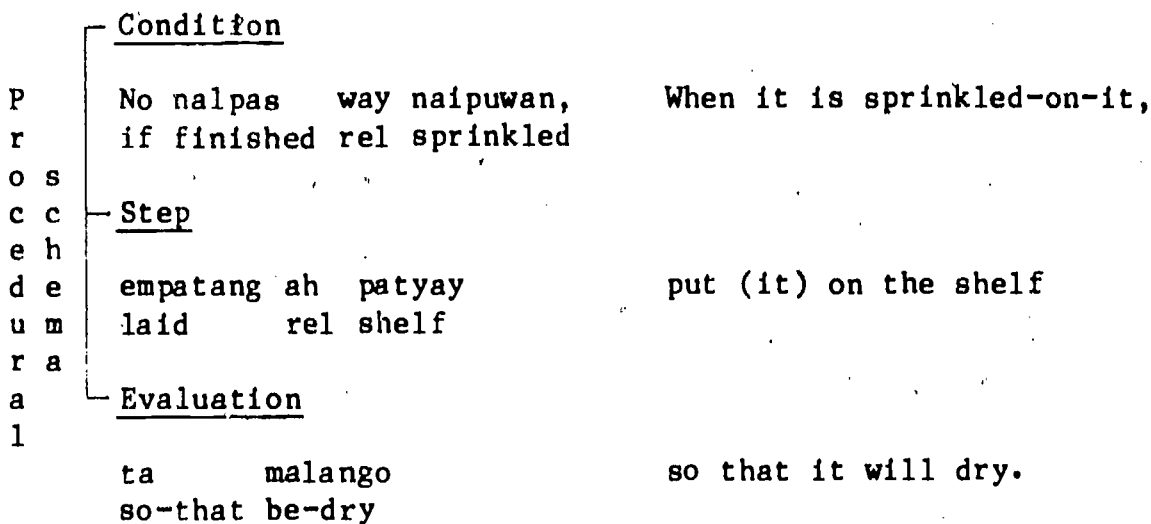 Procedural schema
Condition
No nalpas way naipuwan, When it is sprinkled-on-it,
if finished rel sprinkled
Step
empatang ah patyay put (it) on the shelf
laid rel shelf
Evaluation
ta malango so that it will dry.
so-that be-dry